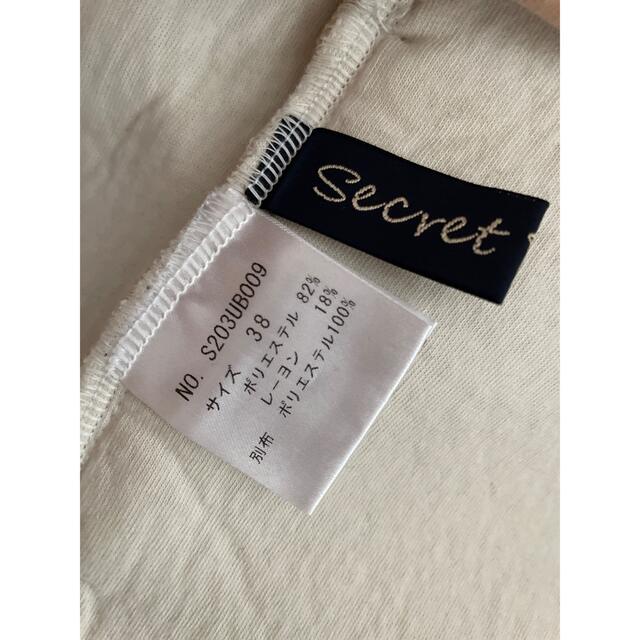 Secret
NO. S203UB009
サイズ 38
ポリエステル 82%
レーヨン 18%
別布 ポリエステル100%